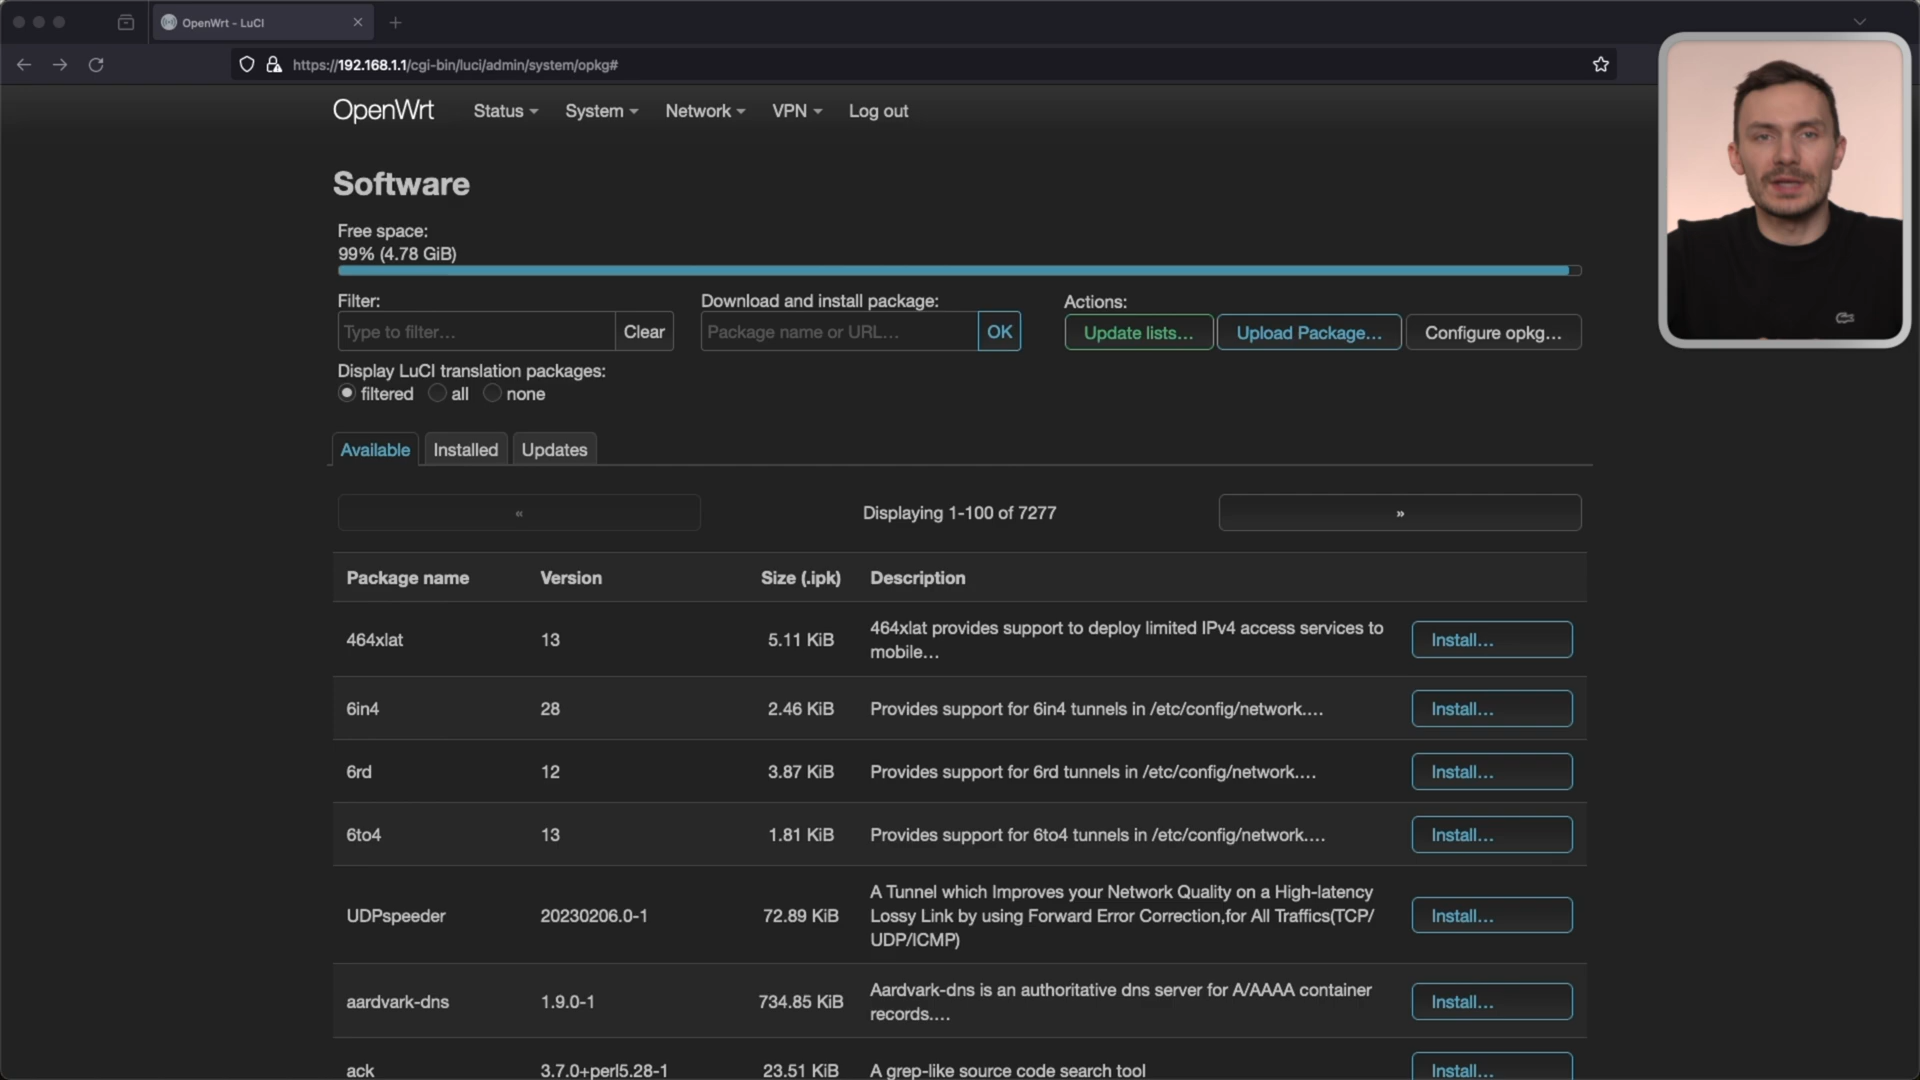 OpenWrt - LuCI
https://192.168.1.1/cgi-bin/luci/admin/system/opkg#
OpenWrt Status System Network VPN Log out
Software
Free space:
99% (4.78 GiB)
Filter: Download and install package: Actions:
Type to filter… Clear Package name or URL… OK Update lists… Upload Package… Configure opkg…
Display LuCI translation packages:
filtered all none
Available Installed Updates
« Displaying 1-100 of 7277 »
Package name Version Size (.ipk) Description
464xlat 13 5.11 KiB 464xlat provides support to deploy limited IPv4 access services to mobile… Install…
6in4 28 2.46 KiB Provides support for 6in4 tunnels in /etc/config/network.… Install…
6rd 12 3.87 KiB Provides support for 6rd tunnels in /etc/config/network.… Install…
6to4 13 1.81 KiB Provides support for 6to4 tunnels in /etc/config/network.… Install…
UDPspeeder 20230206.0-1 72.89 KiB A Tunnel which Improves your Network Quality on a High-latency Lossy Link by using Forward Error Correction,for All Traffics(TCP/UDP/ICMP) Install…
aardvark-dns 1.9.0-1 734.85 KiB Aardvark-dns is an authoritative dns server for A/AAAA container records.… Install…
ack 3.7.0+perl5.28-1 23.51 KiB A grep-like source code search tool Install…